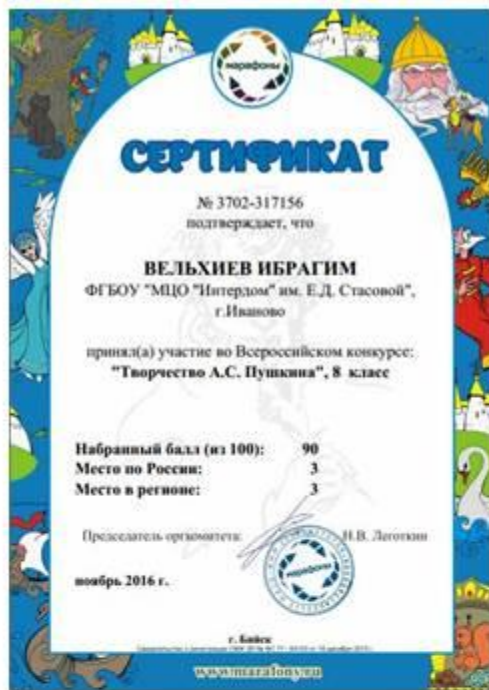 марафоны
СЕРТИФИКАТ
№ 3702-317156
подтверждает, что
ВЕЛЬХИЕВ ИБРАГИМ
ФГБОУ "МЦО "Интердом" им. Е.Д. Стасовой",
г.Иваново
принял(а) участие во Всероссийском конкурсе:
"Творчество А.С. Пушкина", 8 класс
Набранный балл (из 100): 90
Место по России: 3
Место в регионе: 3
Председатель оргкомитета: Н.В. Леготкин
марафоны
ноябрь 2016 г.
г. Бийск
www.marafony.ru